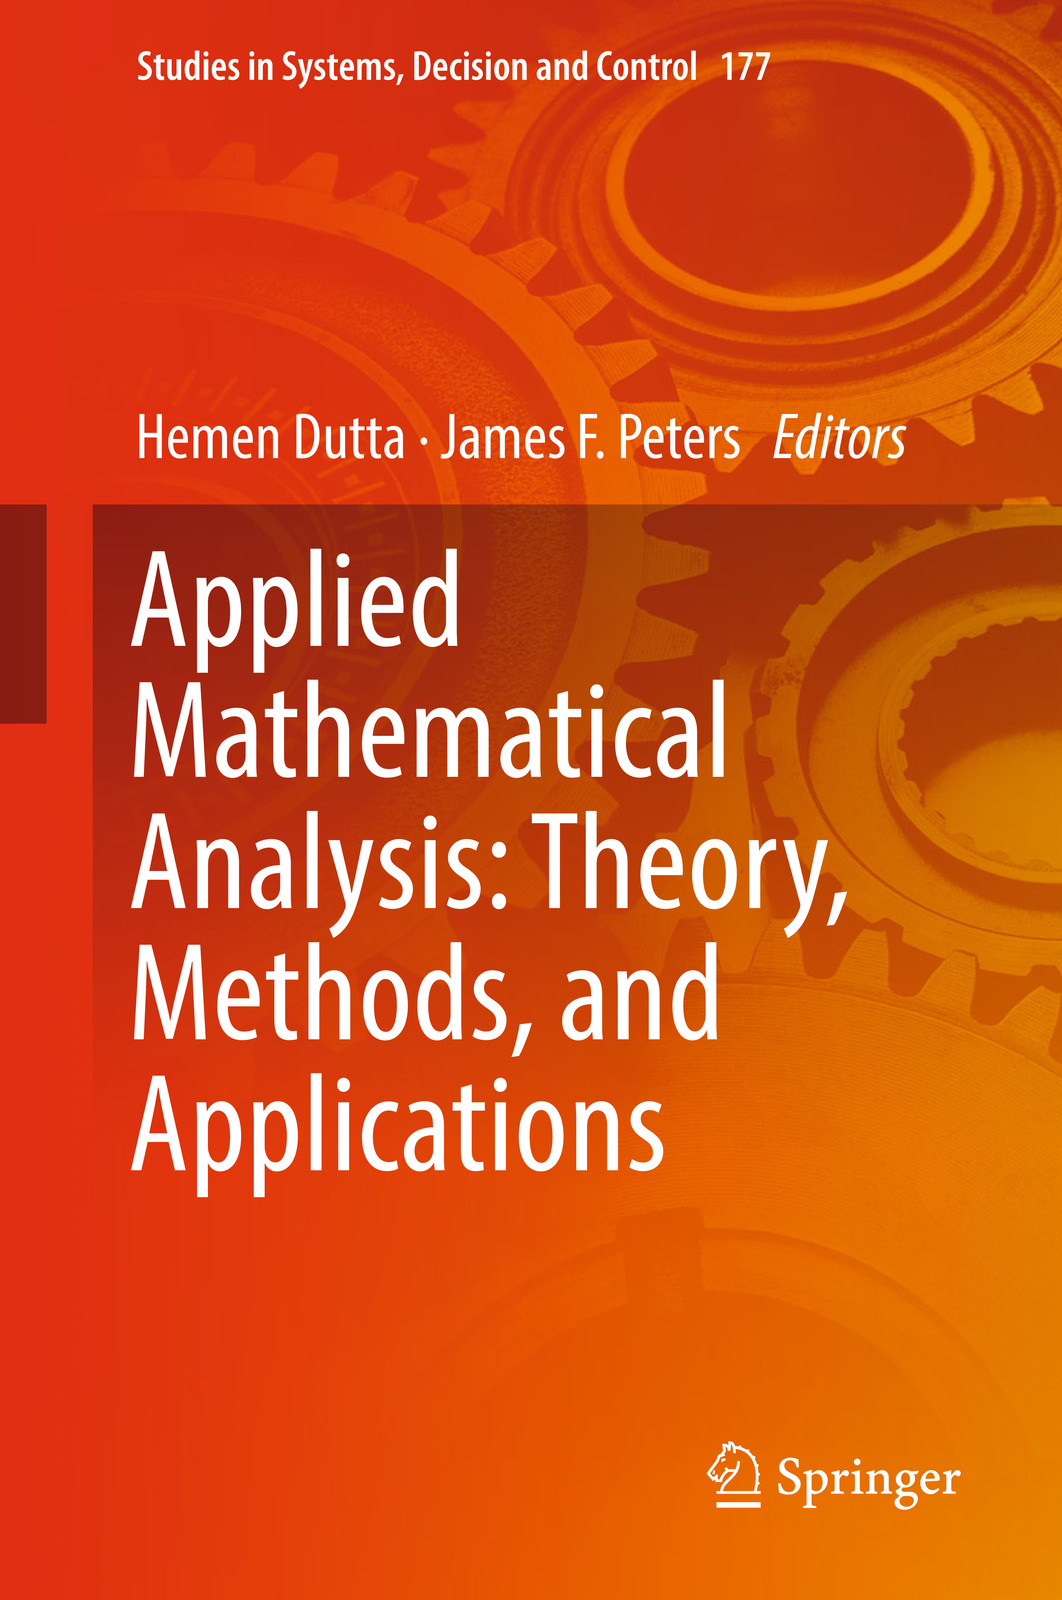 Studies in Systems, Decision and Control 177
Hemen Dutta · James F. Peters Editors
Applied
Mathematical
Analysis: Theory,
Methods, and
Applications
Springer